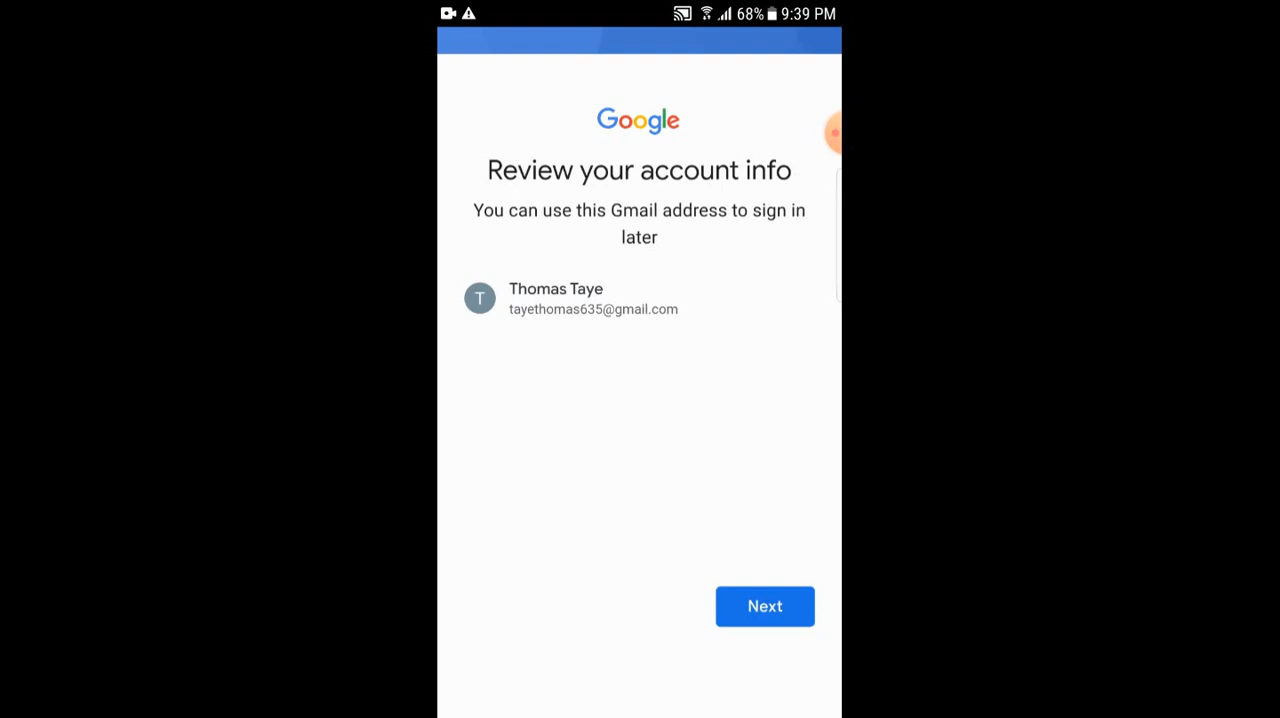 68% 9:39 PM
Google
Review your account info
You can use this Gmail address to sign in
later
T
Thomas Taye
tayethomas635@gmail.com
Next